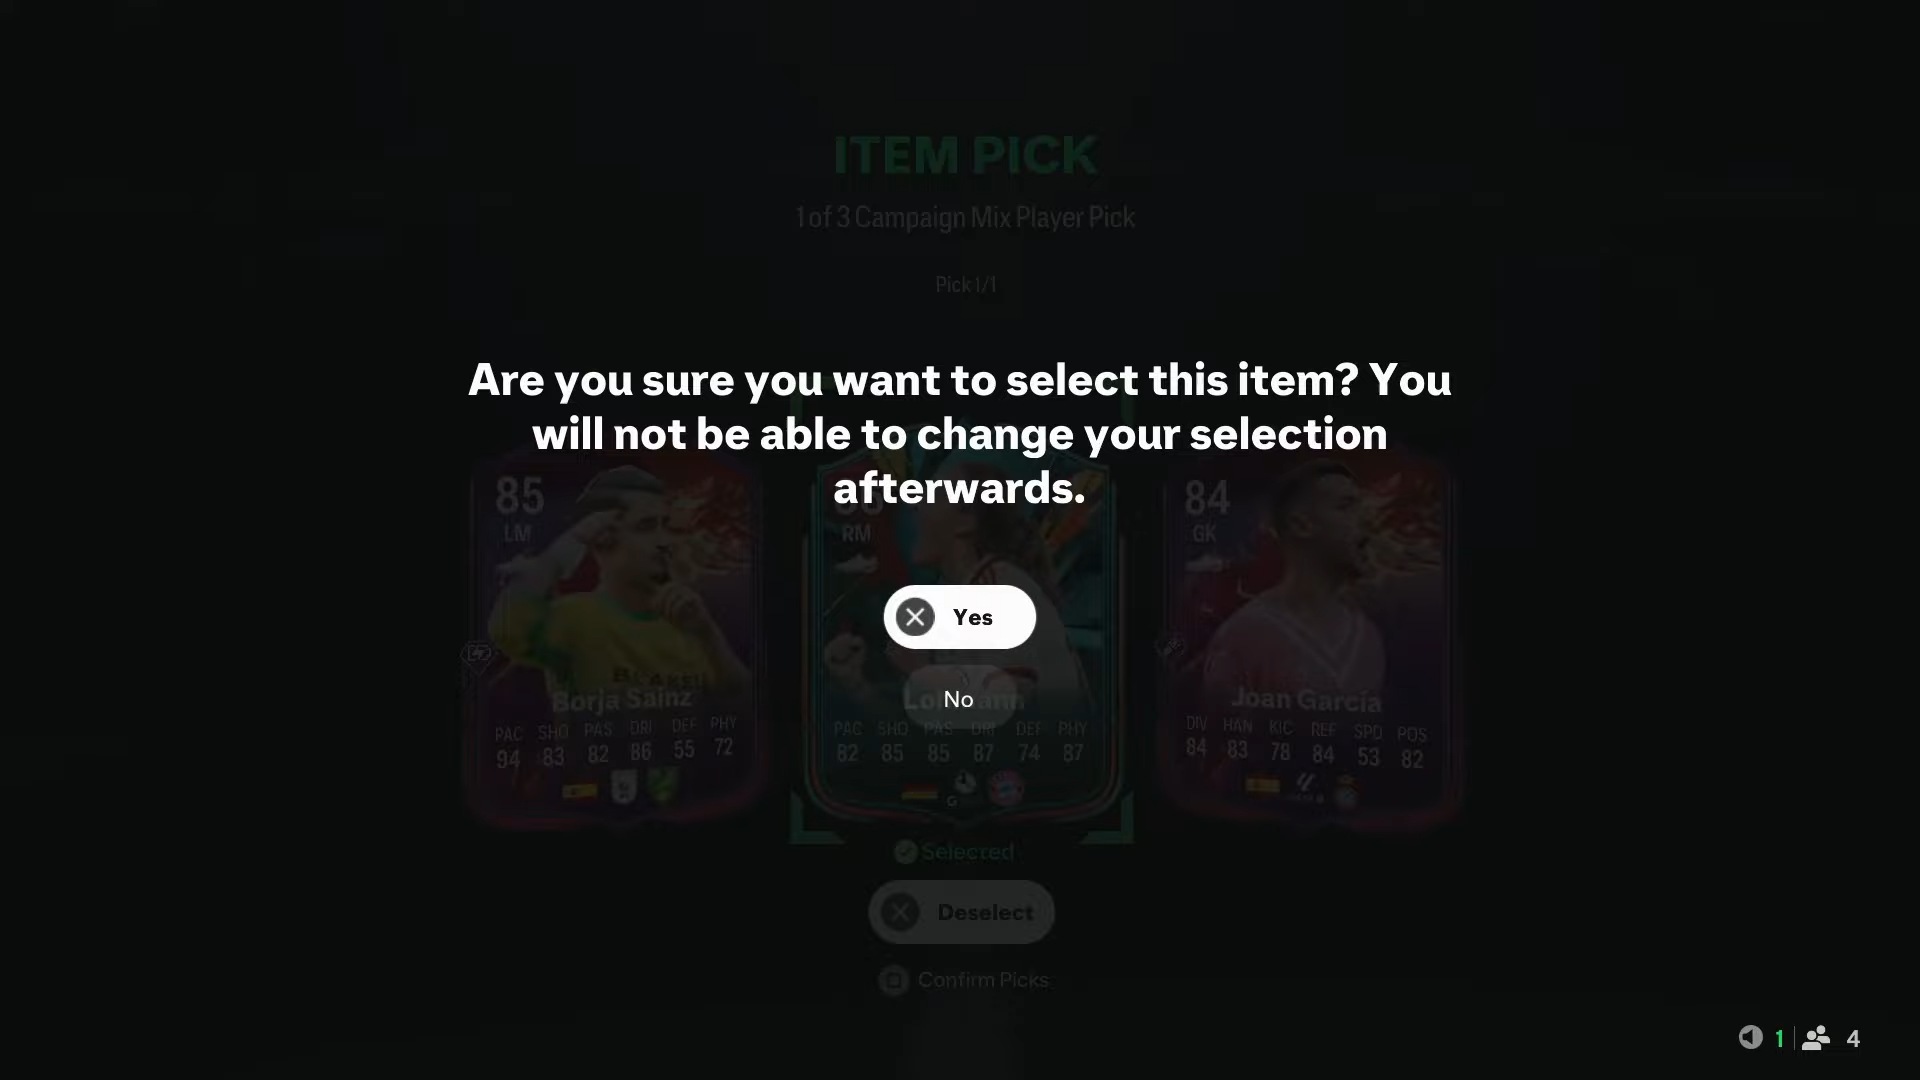 ITEM PICK
1 of 3 Campaign Mix Player Pick
Pick 1/1
Are you sure you want to select this item? You
will not be able to change your selection
afterwards.
85
LM
RM
84
GK
Yes
No
Borja Sainz
Joan García
PAC SHO PAS DRI DEF PHY
94 83 82 86 55 72
PAC SHO PAS DRI DEF PHY
82 85 85 87 74 87
DIV HAN KIC REF SPD POS
84 83 78 84 53 82
Selected
Deselect
Confirm Picks
1 4